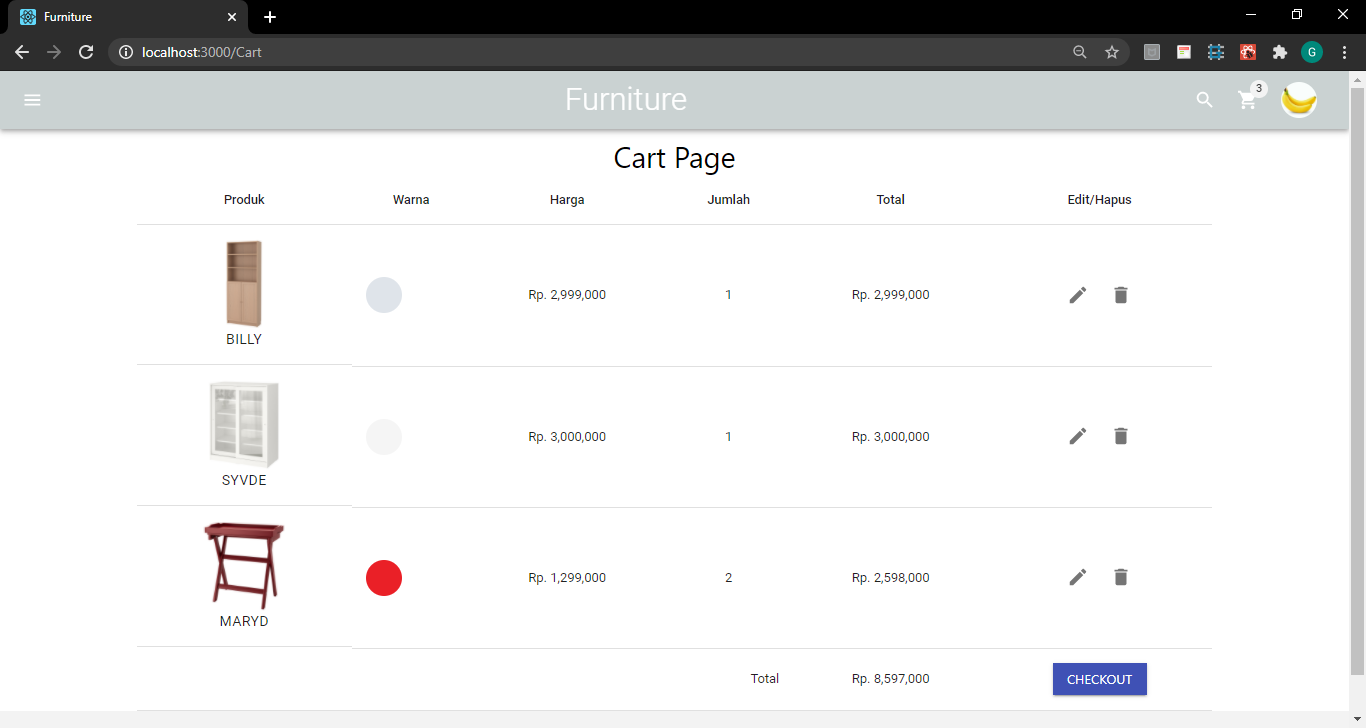 Furniture
localhost:3000/Cart
G
Furniture
3
Cart Page
Produk Warna Harga Jumlah Total Edit/Hapus
Rp. 2,999,000 1 Rp. 2,999,000
BILLY
Rp. 3,000,000 1 Rp. 3,000,000
SYVDE
Rp. 1,299,000 2 Rp. 2,598,000
MARYD
Total Rp. 8,597,000 CHECKOUT